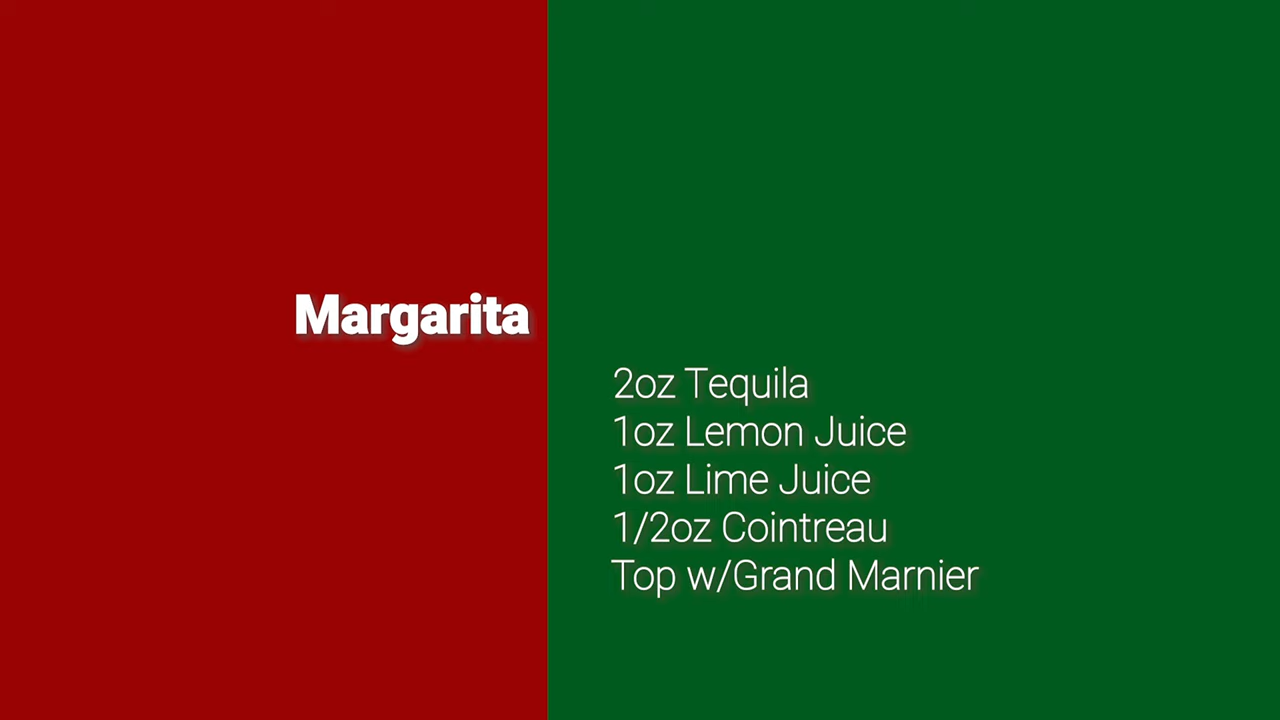 Margarita
2oz Tequila
1oz Lemon Juice
1oz Lime Juice
1/2oz Cointreau
Top w/Grand Marnier